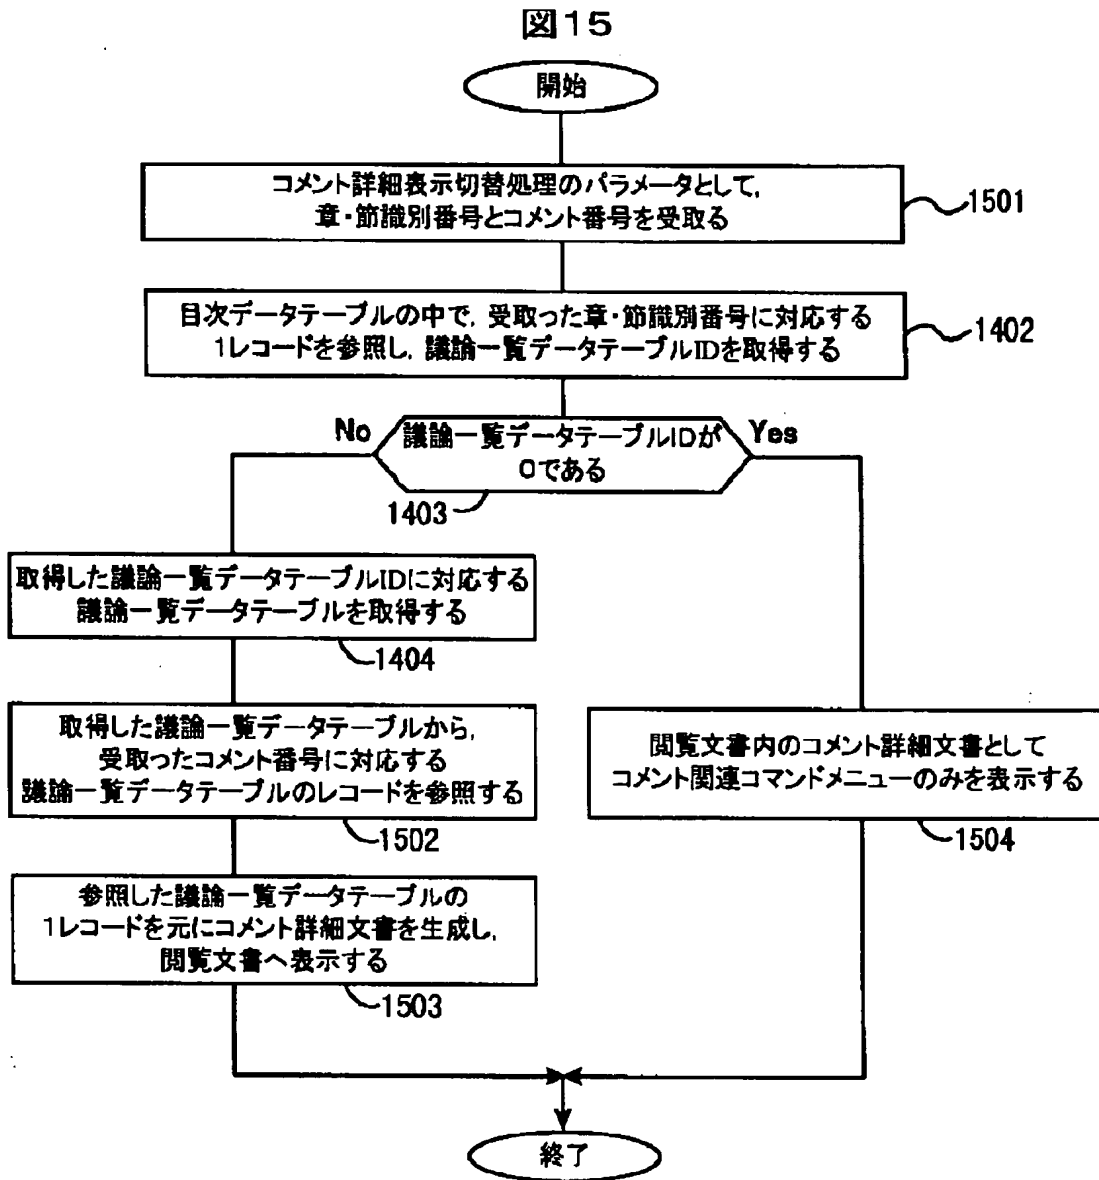 図15
開始
コメント詳細表示切替処理のパラメータとして,
章・節識別番号とコメント番号を受取る
1501
目次データテーブルの中で, 受取った章・節識別番号に対応する
1レコードを参照し, 議論一覧データテーブルIDを取得する
1402
No
議論一覧データテーブルIDが
0である
Yes
1403
取得した議論一覧データテーブルIDに対応する
議論一覧データテーブルを取得する
1404
取得した議論一覧データテーブルから,
受取ったコメント番号に対応する
議論一覧データテーブルのレコードを参照する
1502
閲覧文書内のコメント詳細文書として
コメント関連コマンドメニューのみを表示する
1504
参照した議論一覧データテーブルの
1レコードを元にコメント詳細文書を生成し,
閲覧文書へ表示する
1503
終了